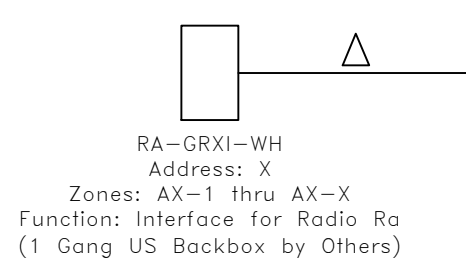 RA-GRXI-WH
Address: X
Zones: AX-1 thru AX-X
Function: Interface for Radio Ra
(1 Gang US Backbox by Others)